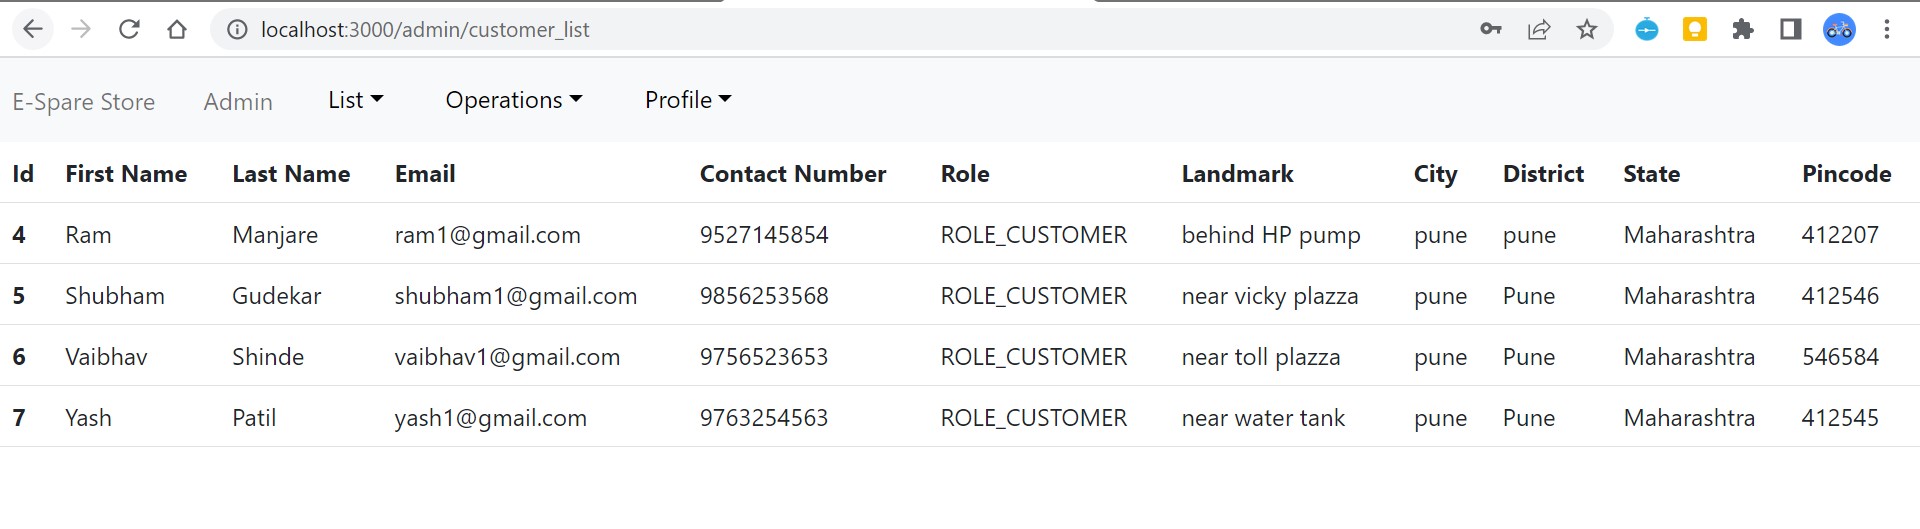 localhost:3000/admin/customer_list
E-Spare Store Admin List Operations Profile
Id First Name Last Name Email Contact Number Role Landmark City District State Pincode
4 Ram Manjare ram1@gmail.com 9527145854 ROLE_CUSTOMER behind HP pump pune pune Maharashtra 412207
5 Shubham Gudekar shubham1@gmail.com 9856253568 ROLE_CUSTOMER near vicky plazza pune Pune Maharashtra 412546
6 Vaibhav Shinde vaibhav1@gmail.com 9756523653 ROLE_CUSTOMER near toll plazza pune Pune Maharashtra 546584
7 Yash Patil yash1@gmail.com 9763254563 ROLE_CUSTOMER near water tank pune Pune Maharashtra 412545